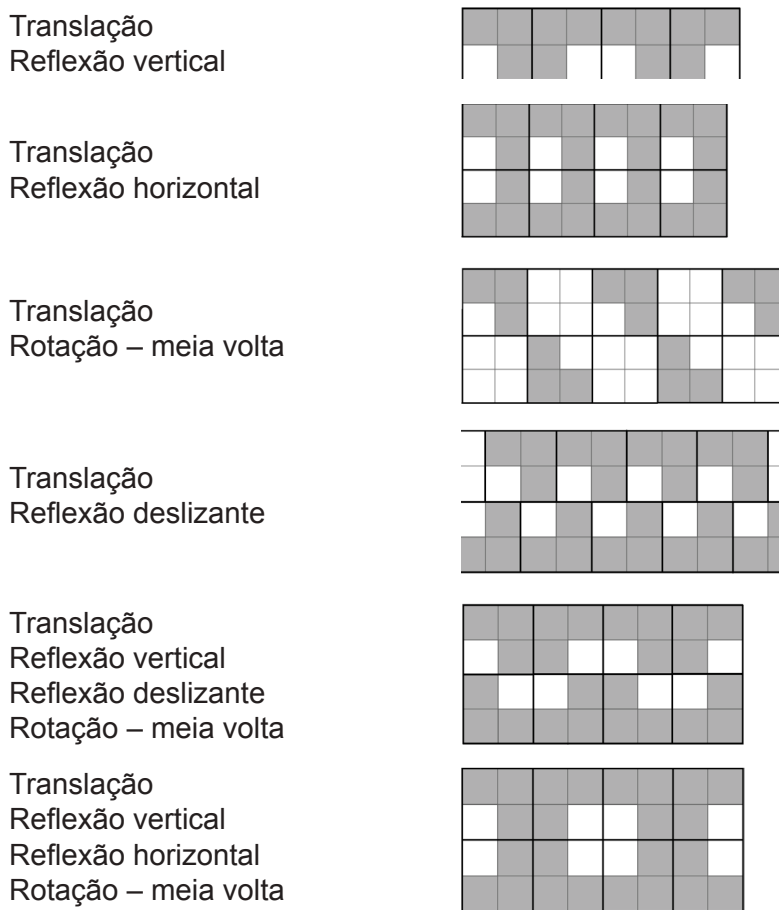 Translação
Reflexão vertical
Translação
Reflexão horizontal
Translação
Rotação – meia volta
Translação
Reflexão deslizante
Translação
Reflexão vertical
Reflexão deslizante
Rotação – meia volta
Translação
Reflexão vertical
Reflexão horizontal
Rotação – meia volta